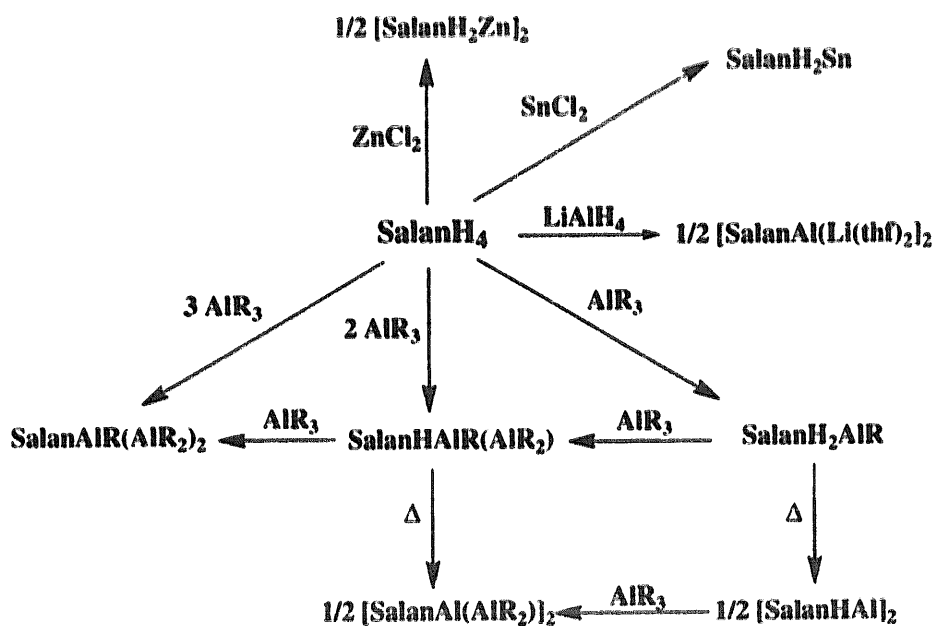 1/2 [SalanH₂Zn]₂
SalanH₂Sn
SnCl₂
ZnCl₂
LiAlH₄
SalanH₄
1/2 [SalanAl(Li(thf)₂]₂
3 AlR₃
2 AlR₃
AlR₃
AlR₃
AlR₃
SalanAlR(AlR₂)₂
SalanHAlR(AlR₂)
SalanH₂AlR
Δ
Δ
AlR₃
1/2 [SalanAl(AlR₂)]₂
1/2 [SalanHAl]₂